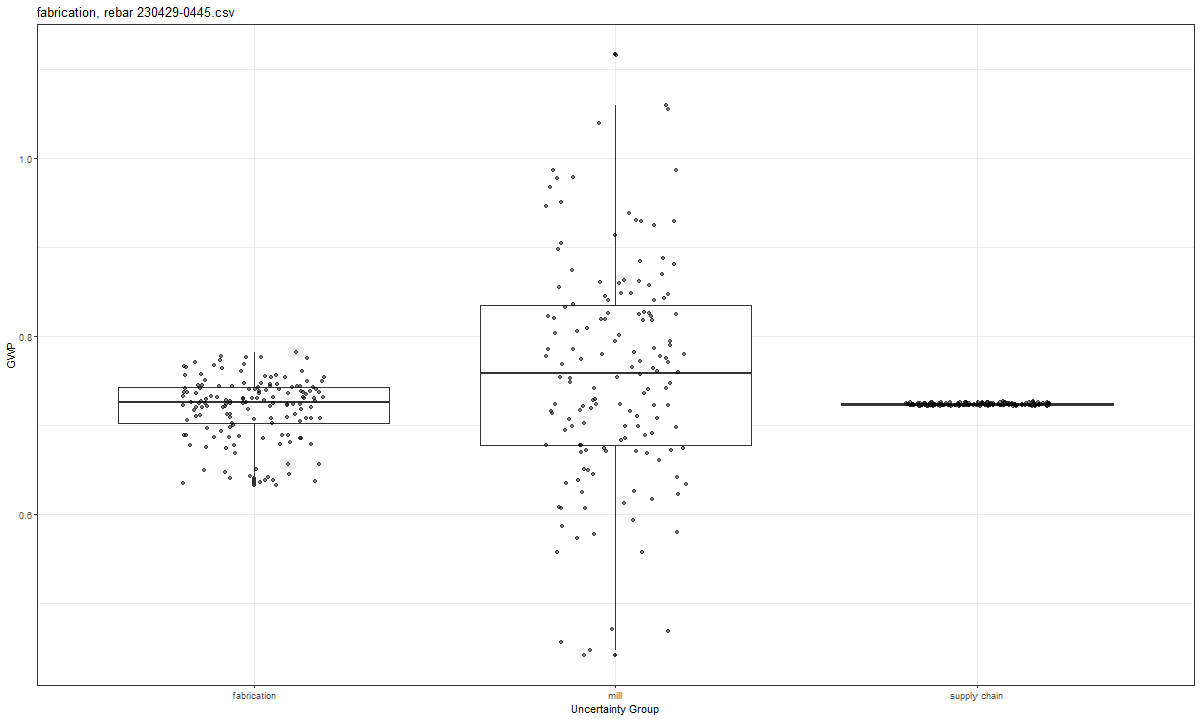 fabrication, rebar 230429-0445.csv
1.0
0.8
0.6
GWP
fabrication
mill
supply chain
Uncertainty Group